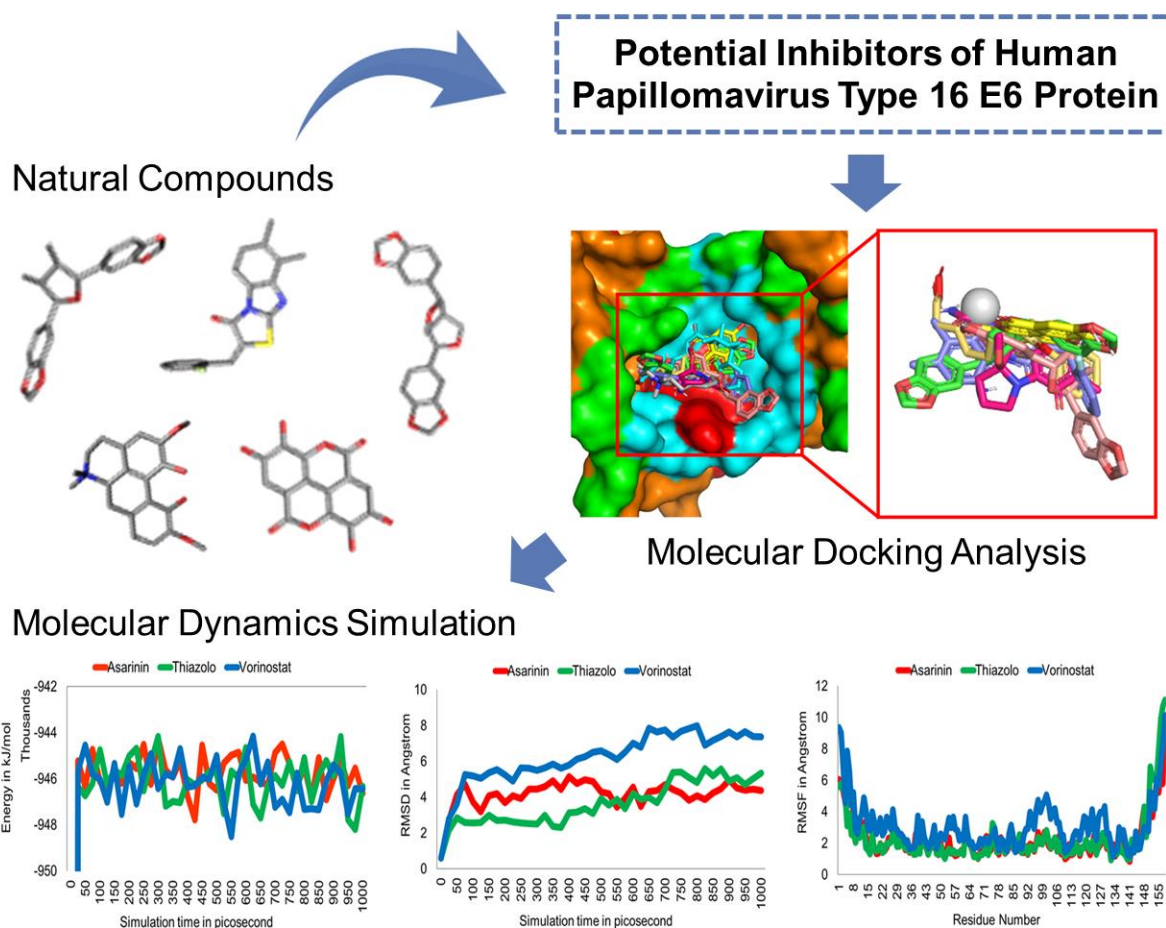 Potential Inhibitors of Human
Papillomavirus Type 16 E6 Protein
Natural Compounds
Molecular Docking Analysis
Molecular Dynamics Simulation
Asarinin Thiazolo Vorinostat
-942
-944
-946
-948
-950
Thousands
Energy in kJ/mol
0 50 100 150 200 250 300 350 400 450 500 550 600 650 700 750 800 850 900 950 1000
Simulation time in picosecond
Asarinin Thiazolo Vorinostat
10
8
6
4
2
0
RMSD in Angstrom
0 50 100 150 200 250 300 350 400 450 500 550 600 650 700 750 800 850 900 950 1000
Simulation time in picosecond
Asarinin Thiazolo Vorinostat
12
10
8
6
4
2
0
RMSF in Angstrom
1 8 15 22 29 36 43 50 57 64 71 78 85 92 99 106 113 120 127 134 141 148 155
Residue Number